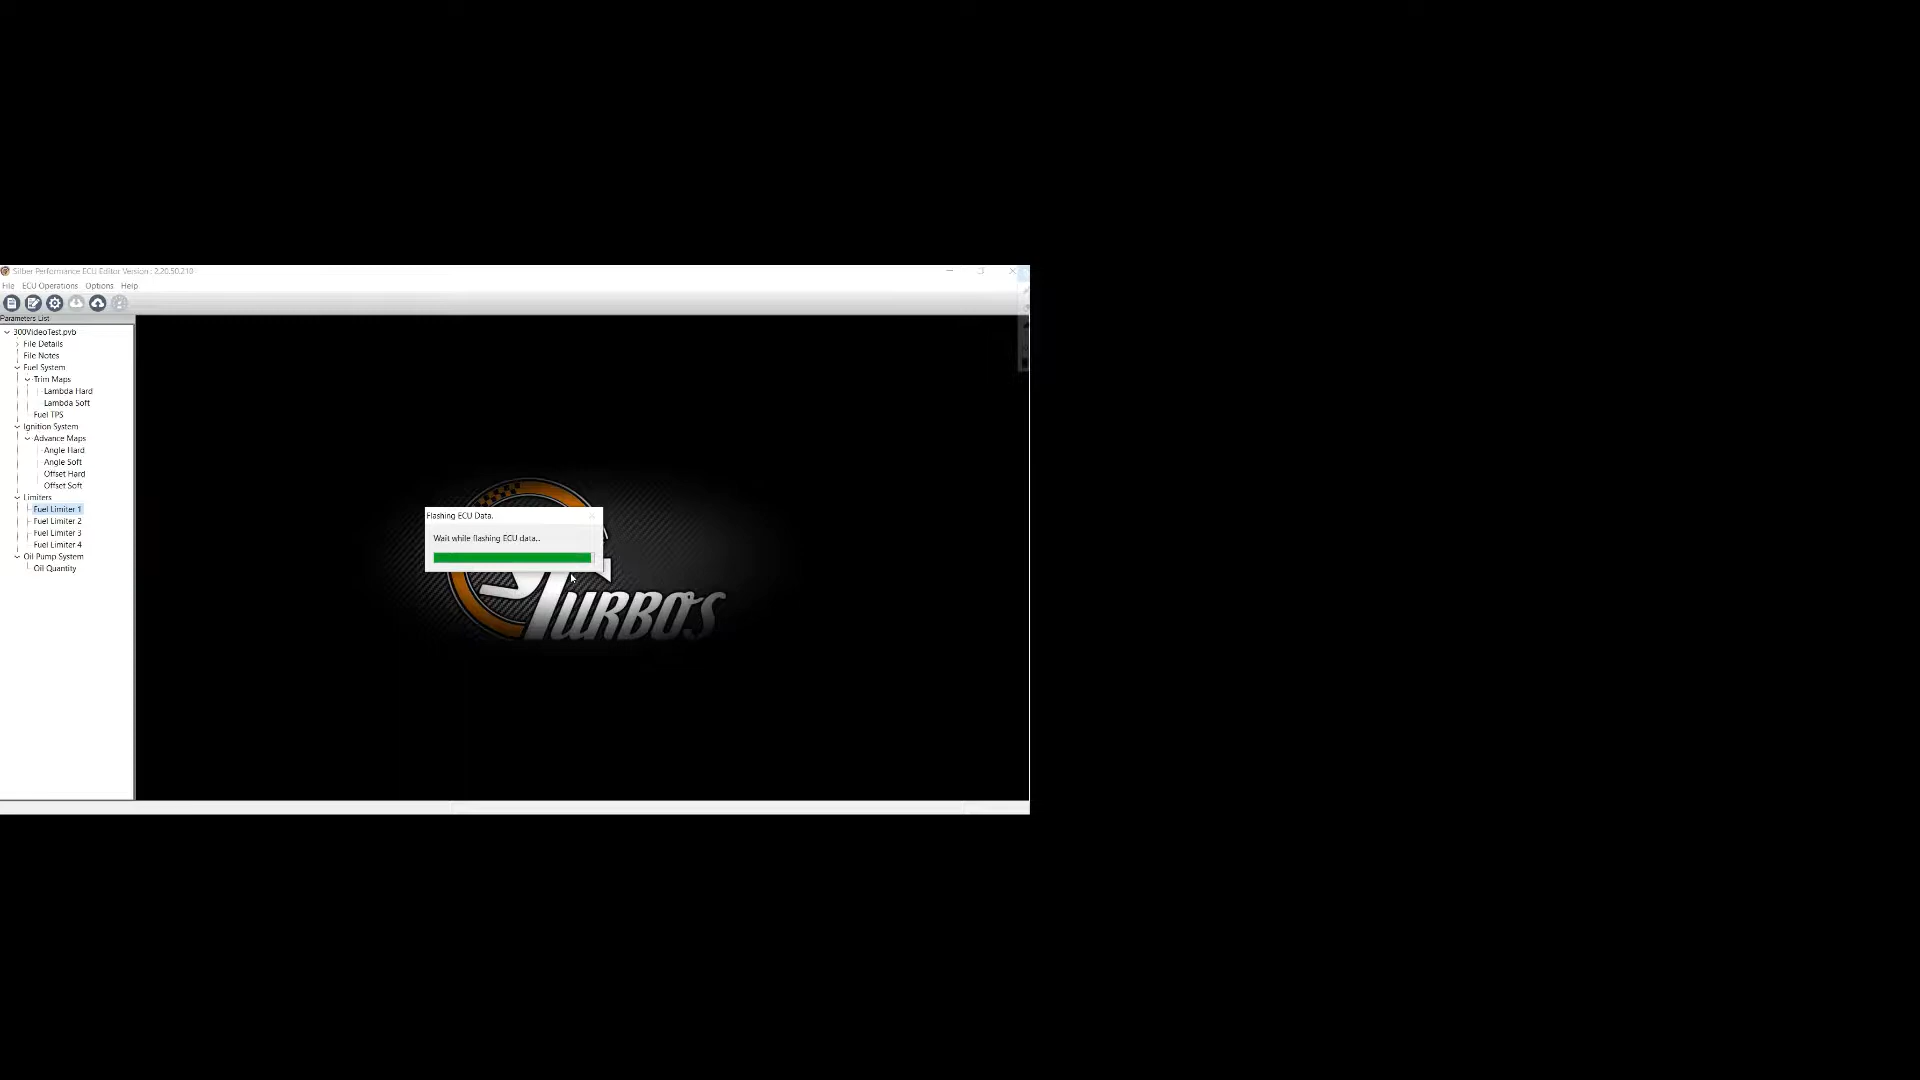 Silber Performance ECU Editor Version : 2.20.50.210
File ECU Operations Options Help
Parameters List
300VideoTest.pvb
File Details
File Notes
Fuel System
Trim Maps
Lambda Hard
Lambda Soft
Fuel TPS
Ignition System
Advance Maps
Angle Hard
Angle Soft
Offset Hard
Offset Soft
Limiters
Fuel Limiter 1
Fuel Limiter 2
Fuel Limiter 3
Fuel Limiter 4
Oil Pump System
Oil Quantity
Flashing ECU Data.
Wait while flashing ECU data..
TURBO'S